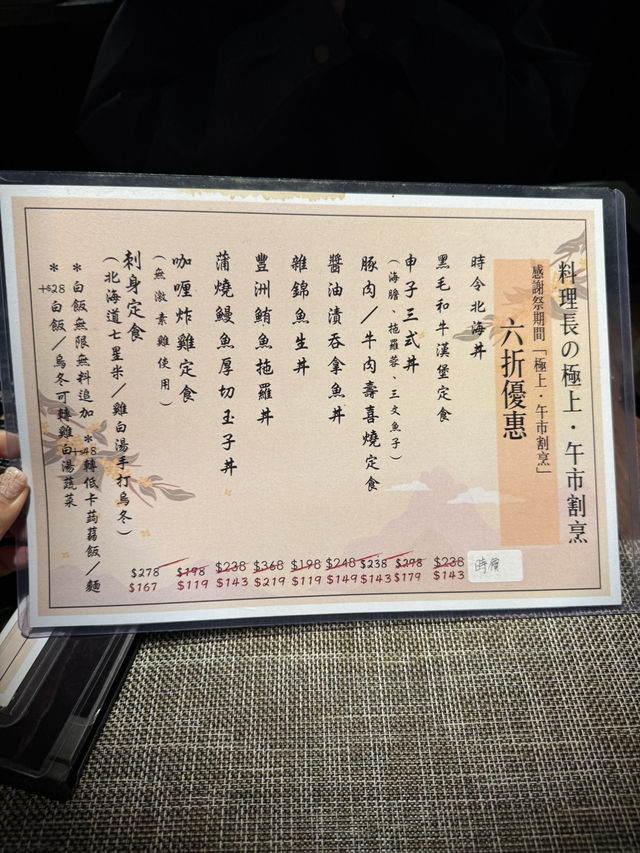 料理長の極上・午市割烹
感謝祭期間「極上・午市割烹」
六折優惠
時令北海丼
時價
黑毛和牛漢堡定食
$238
$143
申子三式丼
(海膽、拖羅蓉、三文魚子)
$298
$179
豚肉/牛肉壽喜燒定食
$238
$143
醬油漬吞拿魚丼
$248
$149
雜錦魚生丼
$198
$119
豐洲鮪魚拖羅丼
$368
$219
蒲燒鰻魚厚切玉子丼
$238
$143
咖喱炸雞定食
(無激素雞使用)
$198
$119
刺身定食
(北海道七星米/雞白湯手打烏冬)
$278
$167
*白飯無限無料追加
*轉低卡蒟蒻飯/麵
+$48
*白飯/烏冬可轉雞白湯蔬菜
+$28